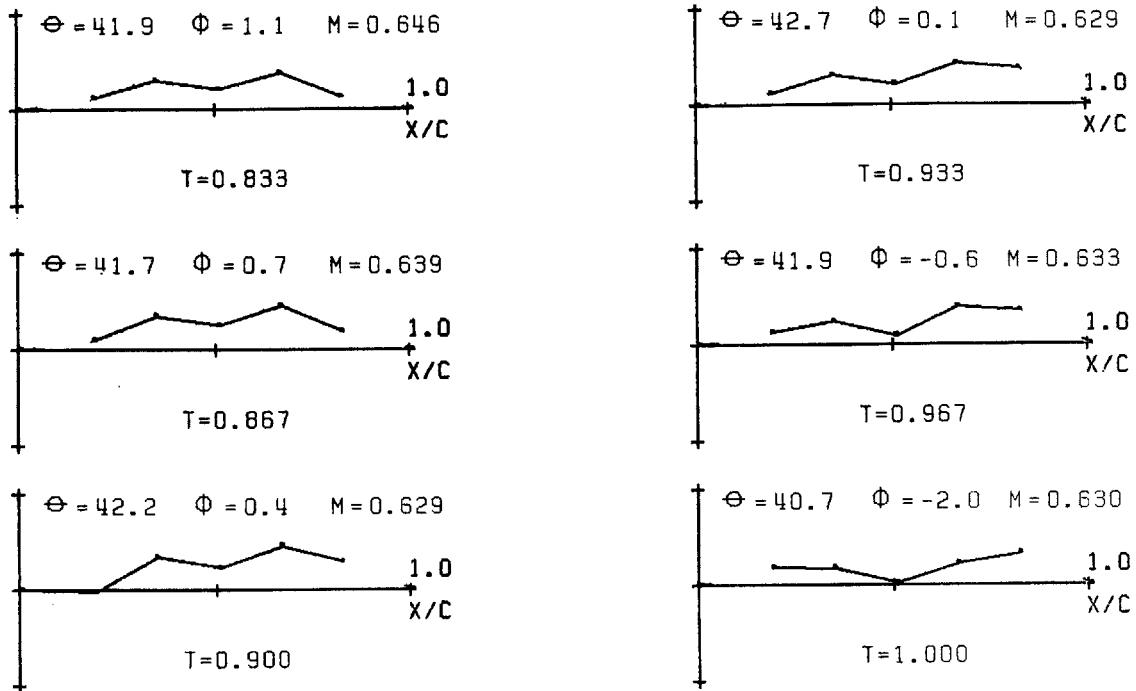 Θ=41.9 Φ=1.1 M=0.646
1.0
X/C
T=0.833
Θ=41.7 Φ=0.7 M=0.639
1.0
X/C
T=0.867
Θ=42.2 Φ=0.4 M=0.629
1.0
X/C
T=0.900
Θ=42.7 Φ=0.1 M=0.629
1.0
X/C
T=0.933
Θ=41.9 Φ=-0.6 M=0.633
1.0
X/C
T=0.967
Θ=40.7 Φ=-2.0 M=0.630
1.0
X/C
T=1.000